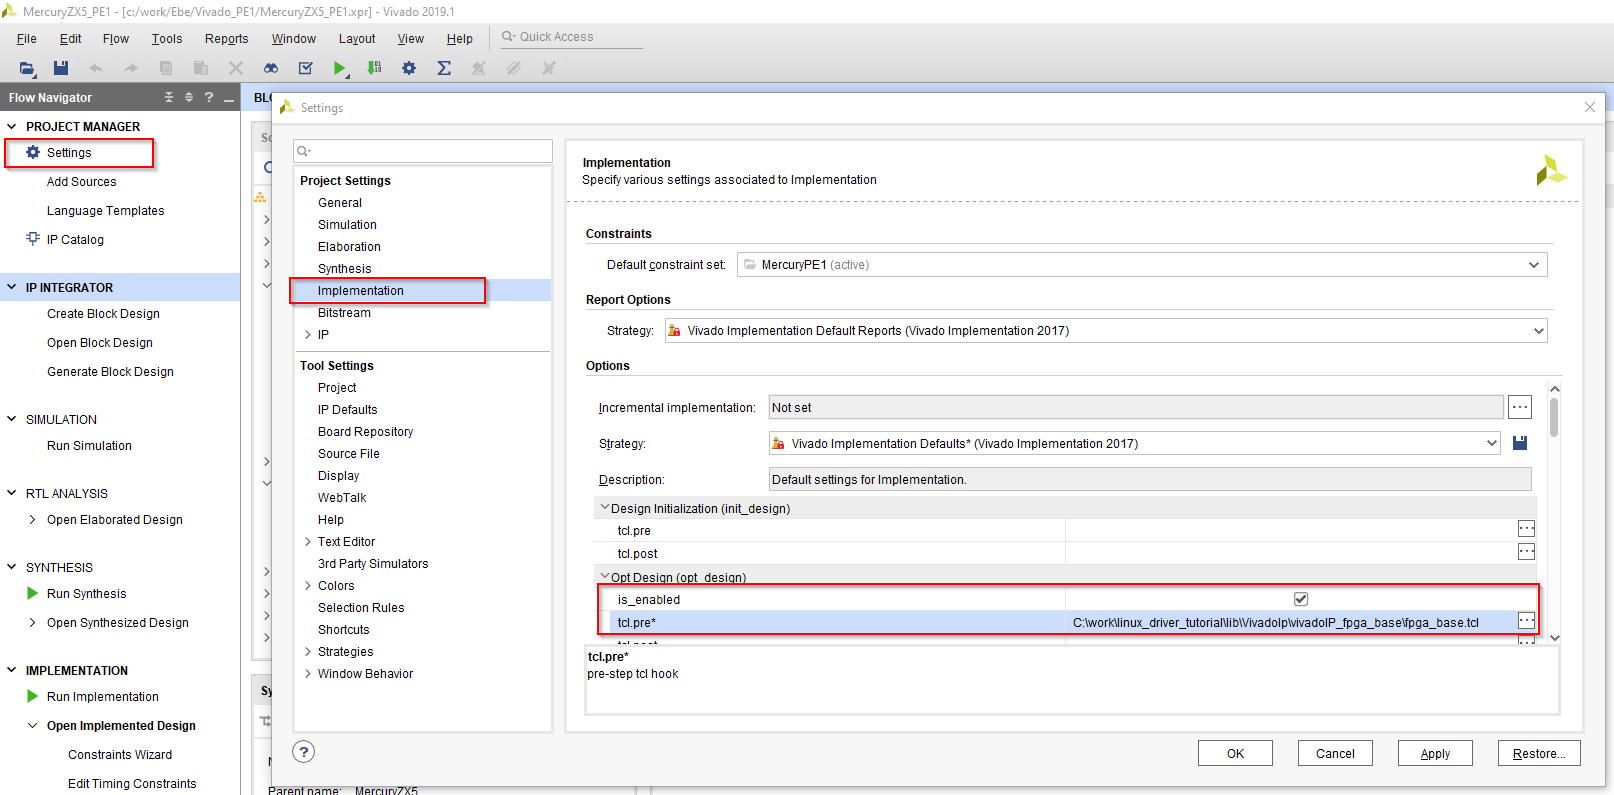 MercuryZX5_PE1 - [c:/work/Ebe/Vivado_PE1/MercuryZX5_PE1.xpr] - Vivado 2019.1
File Edit Flow Tools Reports Window Layout View Help Quick Access
Flow Navigator
PROJECT MANAGER
Settings
Add Sources
Language Templates
IP Catalog
IP INTEGRATOR
Create Block Design
Open Block Design
Generate Block Design
SIMULATION
Run Simulation
RTL ANALYSIS
Open Elaborated Design
SYNTHESIS
Run Synthesis
Open Synthesized Design
IMPLEMENTATION
Run Implementation
Open Implemented Design
Constraints Wizard
Edit Timing Constraints
Parent name: MercuryZX5
Settings
Project Settings
General
Simulation
Elaboration
Synthesis
Implementation
Bitstream
IP
Tool Settings
Project
IP Defaults
Board Repository
Source File
Display
WebTalk
Help
Text Editor
3rd Party Simulators
Colors
Selection Rules
Shortcuts
Strategies
Window Behavior
Implementation
Specify various settings associated to Implementation
Constraints
Default constraint set: MercuryPE1 (active)
Report Options
Strategy: Vivado Implementation Default Reports (Vivado Implementation 2017)
Options
Incremental implementation: Not set
Strategy: Vivado Implementation Defaults* (Vivado Implementation 2017)
Description: Default settings for Implementation.
Design Initialization (init_design)
tcl.pre
tcl.post
Opt Design (opt_design)
is_enabled
tcl.pre* C:\work\linux_driver_tutorial\lib\VivadoIp\vivadoIP_fpga_base\fpga_base.tcl
tcl.pre*
pre-step tcl hook
OK Cancel Apply Restore...